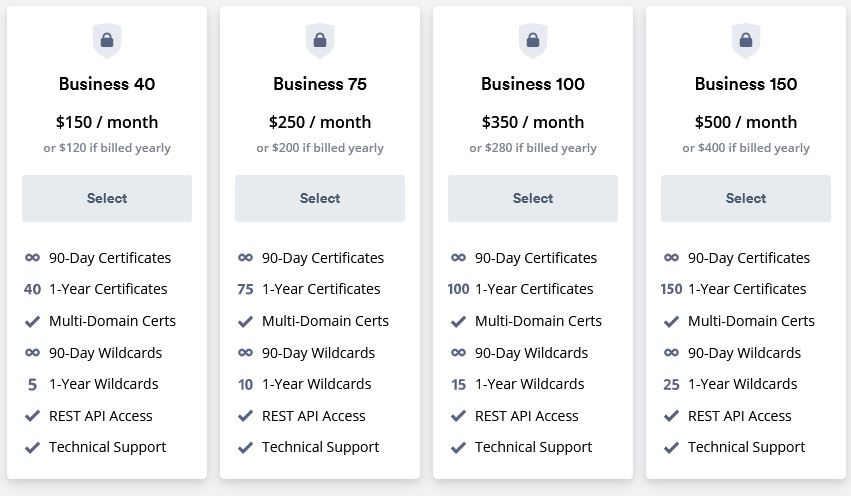 Business 40
$150 / month
or $120 if billed yearly
Select
∞ 90-Day Certificates
40 1-Year Certificates
Multi-Domain Certs
∞ 90-Day Wildcards
5 1-Year Wildcards
REST API Access
Technical Support
Business 75
$250 / month
or $200 if billed yearly
Select
∞ 90-Day Certificates
75 1-Year Certificates
Multi-Domain Certs
∞ 90-Day Wildcards
10 1-Year Wildcards
REST API Access
Technical Support
Business 100
$350 / month
or $280 if billed yearly
Select
∞ 90-Day Certificates
100 1-Year Certificates
Multi-Domain Certs
∞ 90-Day Wildcards
15 1-Year Wildcards
REST API Access
Technical Support
Business 150
$500 / month
or $400 if billed yearly
Select
∞ 90-Day Certificates
150 1-Year Certificates
Multi-Domain Certs
∞ 90-Day Wildcards
25 1-Year Wildcards
REST API Access
Technical Support